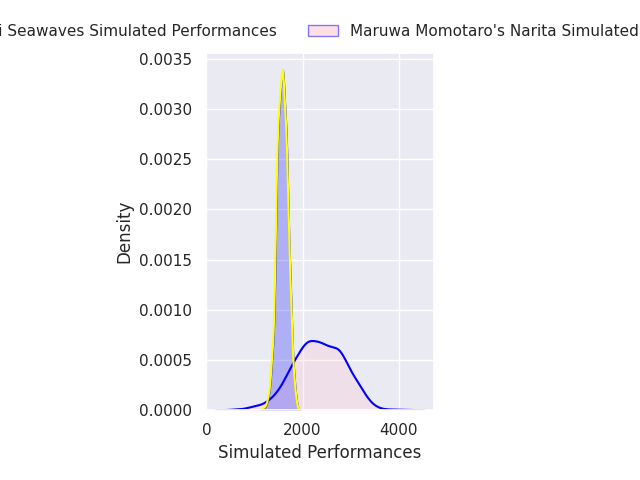 i Seawaves Simulated Performances
Maruwa Momotaro's Narita Simulated
0.0035
0.0030
0.0025
0.0020
0.0015
0.0010
0.0005
0.0000
Density
0
2000
4000
Simulated Performances